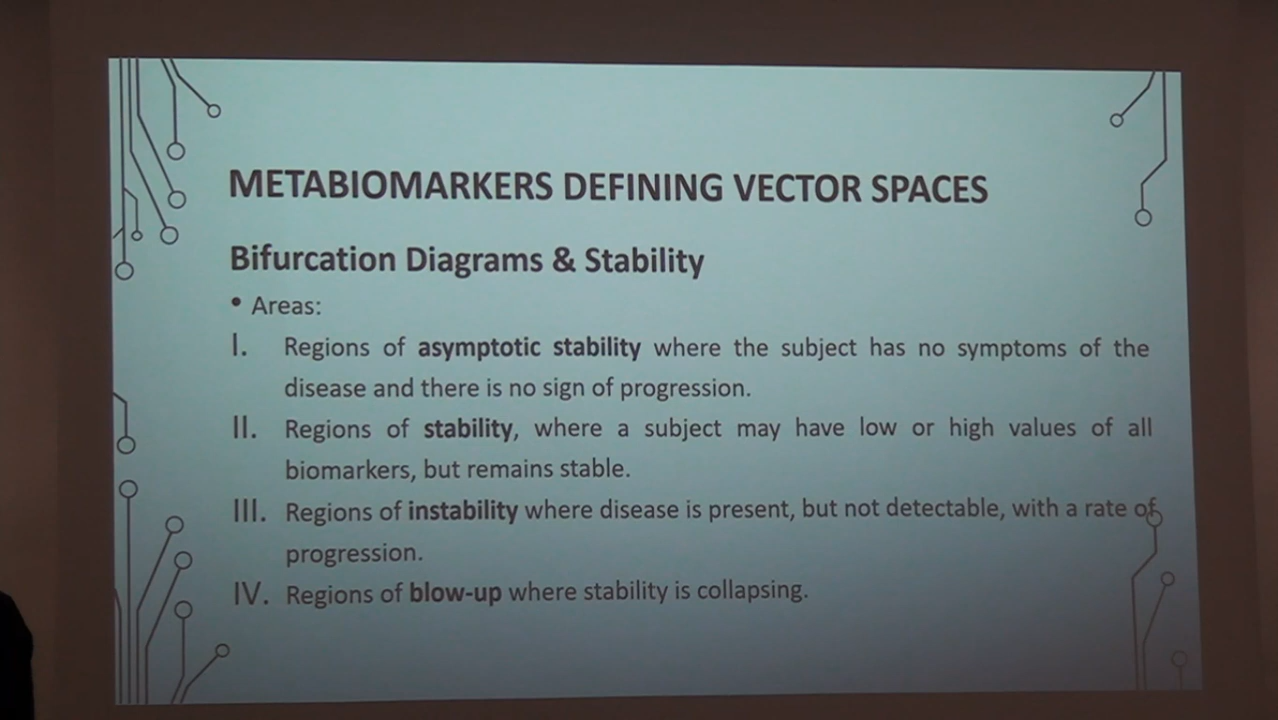 METABIOMARKERS DEFINING VECTOR SPACES
Bifurcation Diagrams & Stability
• Areas:
I. Regions of asymptotic stability where the subject has no symptoms of the
disease and there is no sign of progression.
II. Regions of stability, where a subject may have low or high values of all
biomarkers, but remains stable.
III. Regions of instability where disease is present, but not detectable, with a rate of
progression.
IV. Regions of blow-up where stability is collapsing.